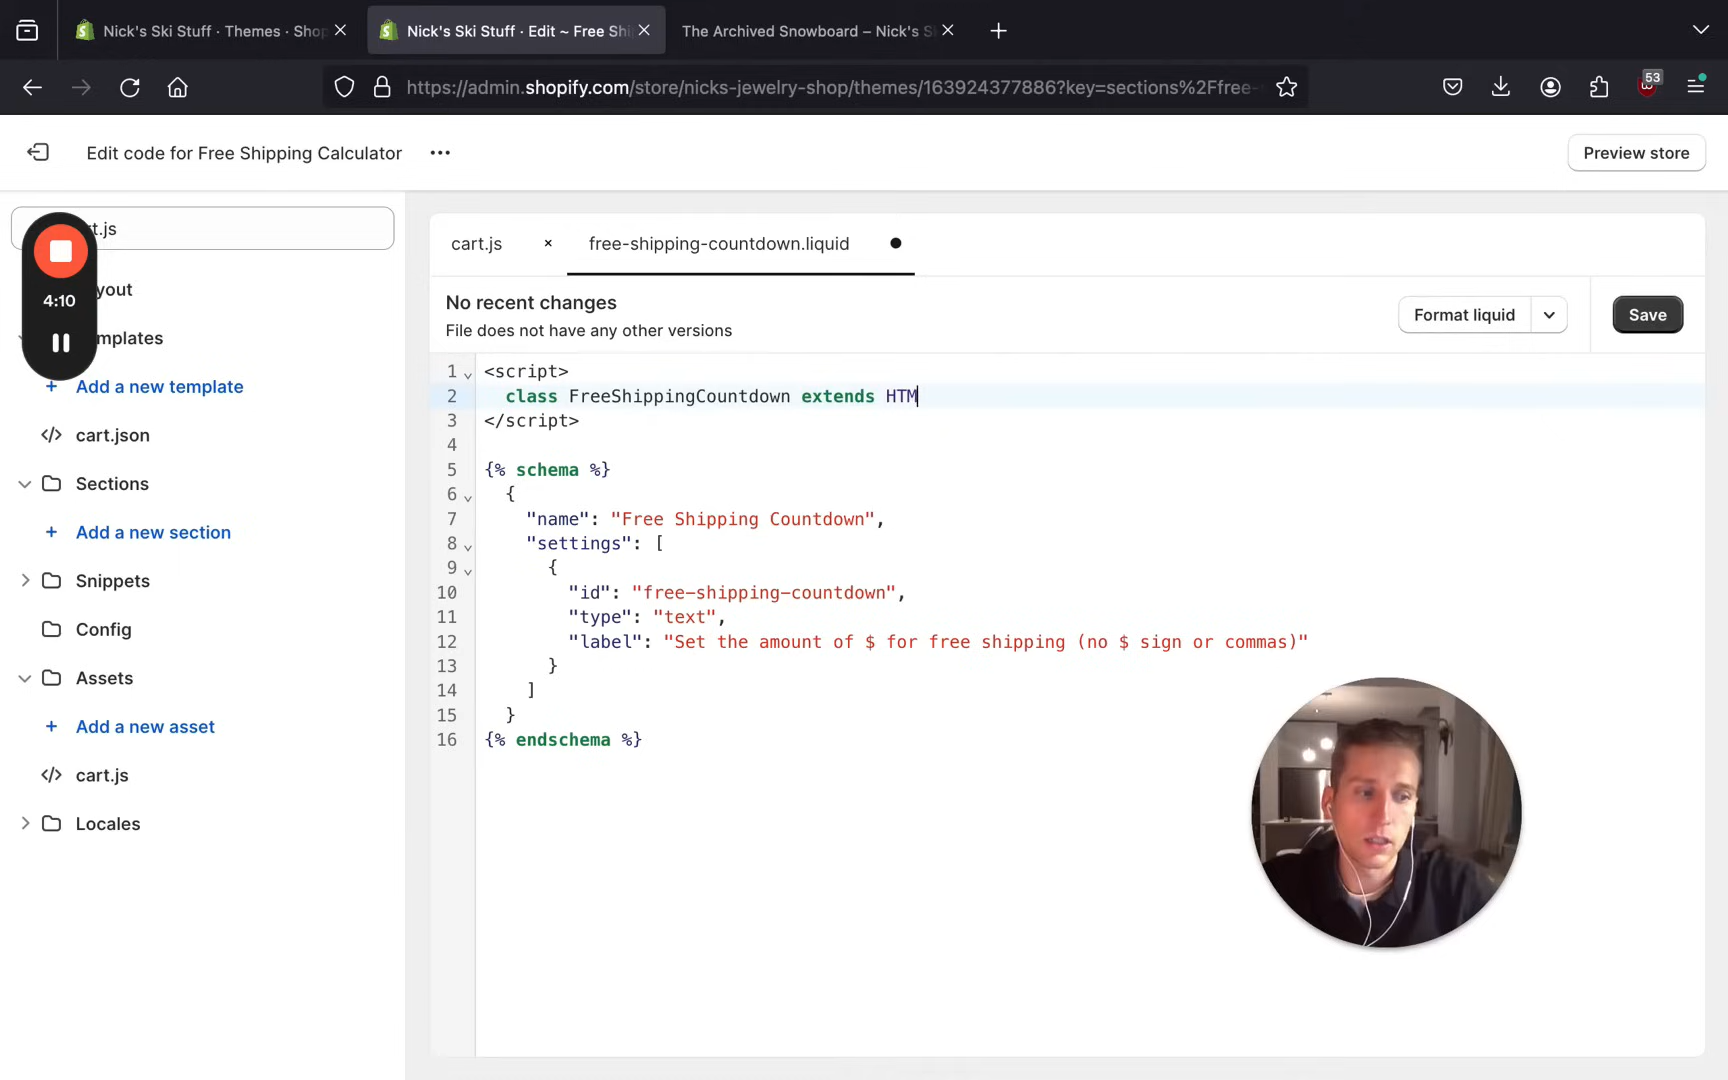 Nick's Ski Stuff · Themes · Shop
Nick's Ski Stuff · Edit ~ Free Shi
The Archived Snowboard – Nick's S
https://admin.shopify.com/store/nicks-jewelry-shop/themes/163924377886?key=sections%2Ffree-
53
Edit code for Free Shipping Calculator
Preview store
rt.js
4:10
yout
mplates
+ Add a new template
</> cart.json
Sections
+ Add a new section
Snippets
Config
Assets
+ Add a new asset
</> cart.js
Locales
cart.js
free-shipping-countdown.liquid
No recent changes
File does not have any other versions
Format liquid
Save
1 <script>
2 class FreeShippingCountdown extends HTM
3 </script>
4
5 {% schema %}
6 {
7 "name": "Free Shipping Countdown",
8 "settings": [
9 {
10 "id": "free-shipping-countdown",
11 "type": "text",
12 "label": "Set the amount of $ for free shipping (no $ sign or commas)"
13 }
14 ]
15 }
16 {% endschema %}